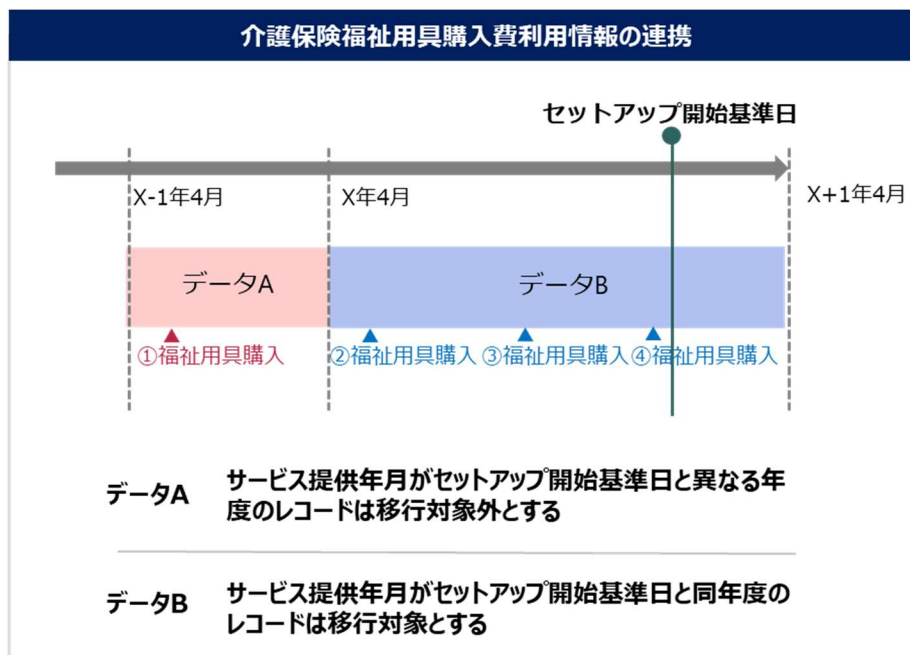 介護保険福祉用具購入費利用情報の連携
セットアップ開始基準日
X-1年4月
X年4月
X+1年4月
データA
データB
①福祉用具購入
②福祉用具購入
③福祉用具購入
④福祉用具購入
データA
サービス提供年月がセットアップ開始基準日と異なる年
度のレコードは移行対象外とする
データB
サービス提供年月がセットアップ開始基準日と同年度の
レコードは移行対象とする